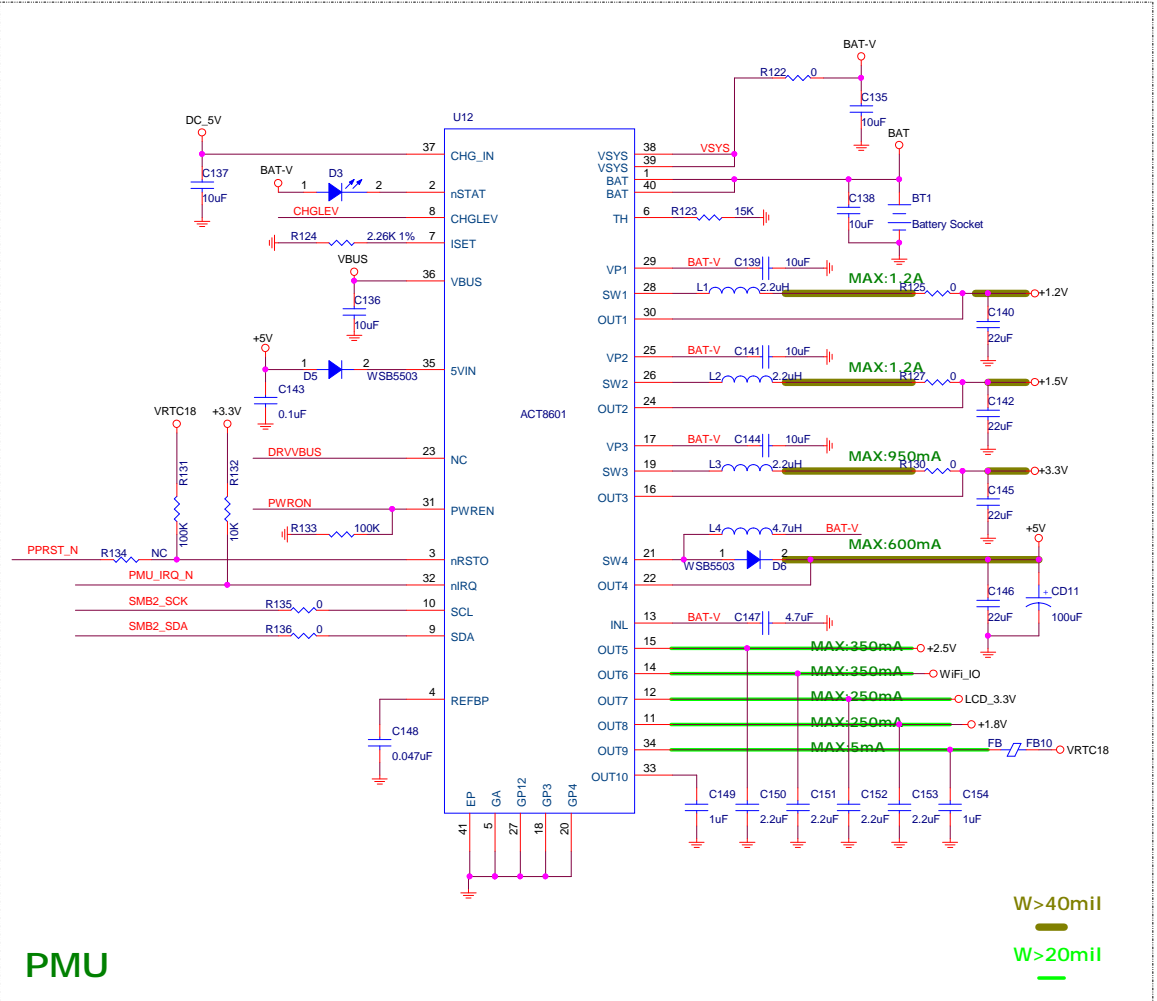 BAT-V
R122 0
C135
10uF
U12
DC_5V
BAT
37 CHG_IN
38 VSYS
VSYS
39 VSYS
1 BAT
40 BAT
C137
10uF
BAT-V
D3
1 2
2 nSTAT
CHGLEV
8 CHGLEV
R124 2.26K 1%
7 ISET
6 TH
R123 15K
C138
10uF
BT1
Battery Socket
VBUS
36 VBUS
C136
10uF
29 VP1
BAT-V C139 10uF
MAX:1.2A
28 SW1
L1 2.2uH
R125 0
+1.2V
30 OUT1
C140
22uF
+5V
1 2
D5 WSB5503
35 5VIN
C143
0.1uF
25 VP2
BAT-V C141 10uF
MAX:1.2A
26 SW2
L2 2.2uH
R127 0
+1.5V
24 OUT2
C142
22uF
ACT8601
VRTC18
+3.3V
R131
100K
R132
10K
DRVVBUS
23 NC
17 VP3
BAT-V C144 10uF
MAX:950mA
19 SW3
L3 2.2uH
R130 0
+3.3V
16 OUT3
C145
22uF
PWRON
31 PWREN
R133 100K
L4 4.7uH BAT-V
+5V
MAX:600mA
PPRST_N
R134 NC
3 nRSTO
21 SW4
1 2
WSB5503 D6
PMU_IRQ_N
32 nIRQ
22 OUT4
C146
22uF
+ CD11
100uF
SMB2_SCK
R135 0
10 SCL
13 INL
BAT-V C147 4.7uF
SMB2_SDA
R136 0
9 SDA
15 OUT5
MAX:350mA
+2.5V
14 OUT6
MAX:350mA
WiFi_IO
4 REFBP
12 OUT7
MAX:250mA
LCD_3.3V
11 OUT8
MAX:250mA
+1.8V
C148
0.047uF
34 OUT9
MAX:5mA
FB FB10
VRTC18
33 OUT10
C149
1uF
C150
2.2uF
C151
2.2uF
C152
2.2uF
C153
2.2uF
C154
1uF
EP
GA
GP12
GP3
GP4
41
5
27
18
20
W>40mil
W>20mil
PMU